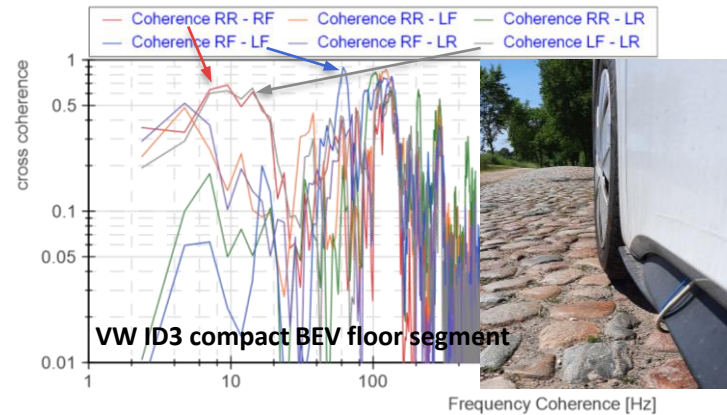 Coherence RR - RF Coherence RR - LF Coherence RR - LR
Coherence RF - LF Coherence RF - LR Coherence LF - LR
cross coherence
1
0.5
0.1
0.05
0.01
VW ID3 compact BEV floor segment
1 10 100
Frequency Coherence [Hz]